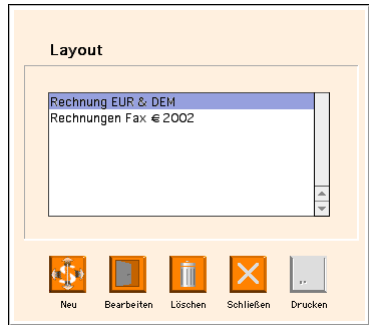 Layout
Rechnung EUR & DEM
Rechnungen Fax € 2002
Neu Bearbeiten Löschen Schließen Drucken